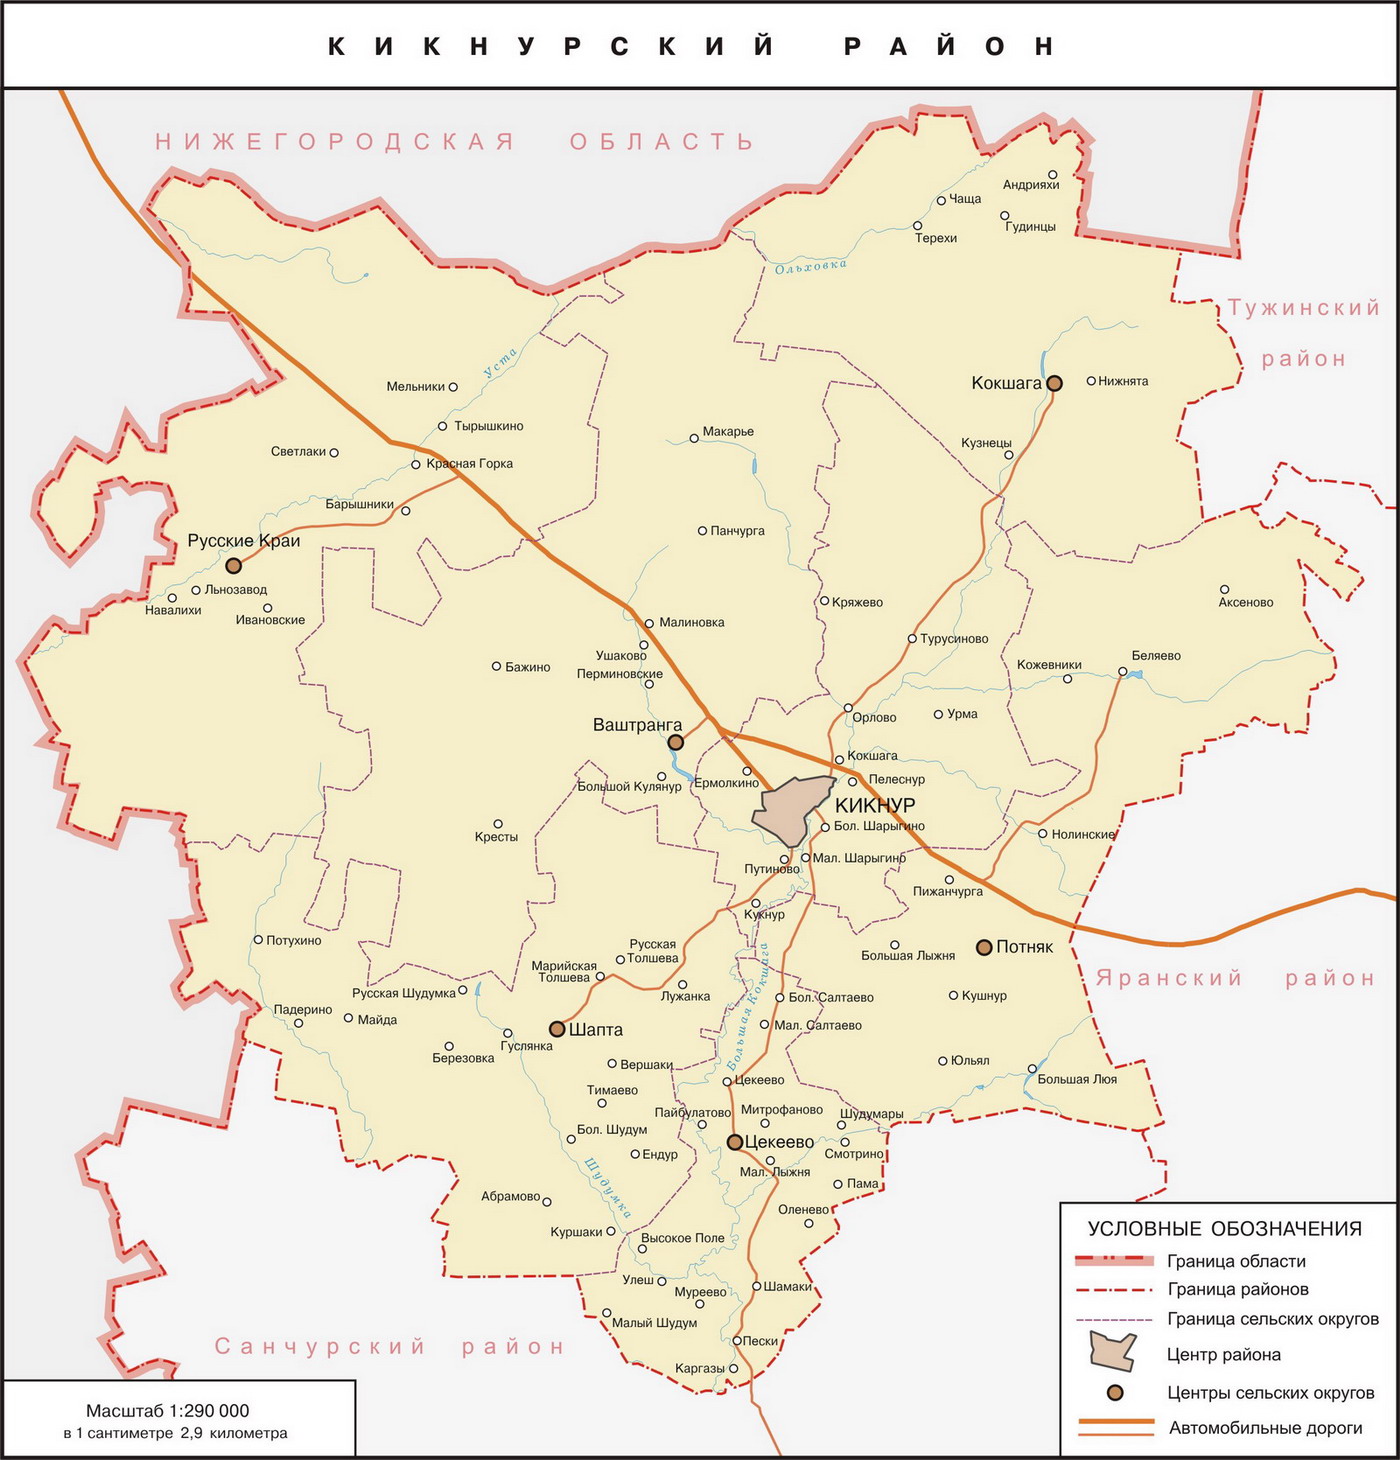 КИКНУРСКИЙ РАЙОН
НИЖЕГОРОДСКАЯ ОБЛАСТЬ
Андрияхи
Чаща
Гудинцы
Терехи
Ольховка
Тужинский
район
Уста
Мельники
Кокшага
Нижнята
Тырышкино
Макарье
Кузнецы
Светлаки
Красная Горка
Барышники
Панчурга
Русские Краи
Льнозавод
Навалихи
Ивановские
Кряжево
Аксеново
Малиновка
Турусиново
Ушаково
Беляево
Бажино
Перминовские
Кожевники
Орлово
Урма
Ваштранга
Кокшага
Большой Кулянур
Ермолкино
Пелеснур
КИКНУР
Кресты
Бол. Шарыгино
Нолинские
Путиново
Мал. Шарыгино
Пижанчурга
Кукнур
Потухино
Русская
Толшева
Большая Лыжня
Потняк
Марийская
Толшева
Яранский район
Русская Шудумка
Лужанка
Бол. Салтаево
Кушнур
Большая Кокшага
Падерино
Майда
Шапта
Мал. Салтаево
Березовка
Гуслянка
Вершаки
Юльял
Цекеево
Большая Люя
Тимаево
Пайбулатово
Митрофаново
Шудумары
Бол. Шудум
Цекеево
Ендур
Смотрино
Мал. Лыжня
Шудумка
Пама
Абрамово
Оленево
Куршаки
Высокое Поле
Улеш
Муреево
Шамаки
Малый Шудум
Пески
Каргазы
Санчурский район
Масштаб 1:290 000
в 1 сантиметре 2,9 километра
УСЛОВНЫЕ ОБОЗНАЧЕНИЯ
Граница области
Граница районов
Граница сельских округов
Центр района
Центры сельских округов
Автомобильные дороги